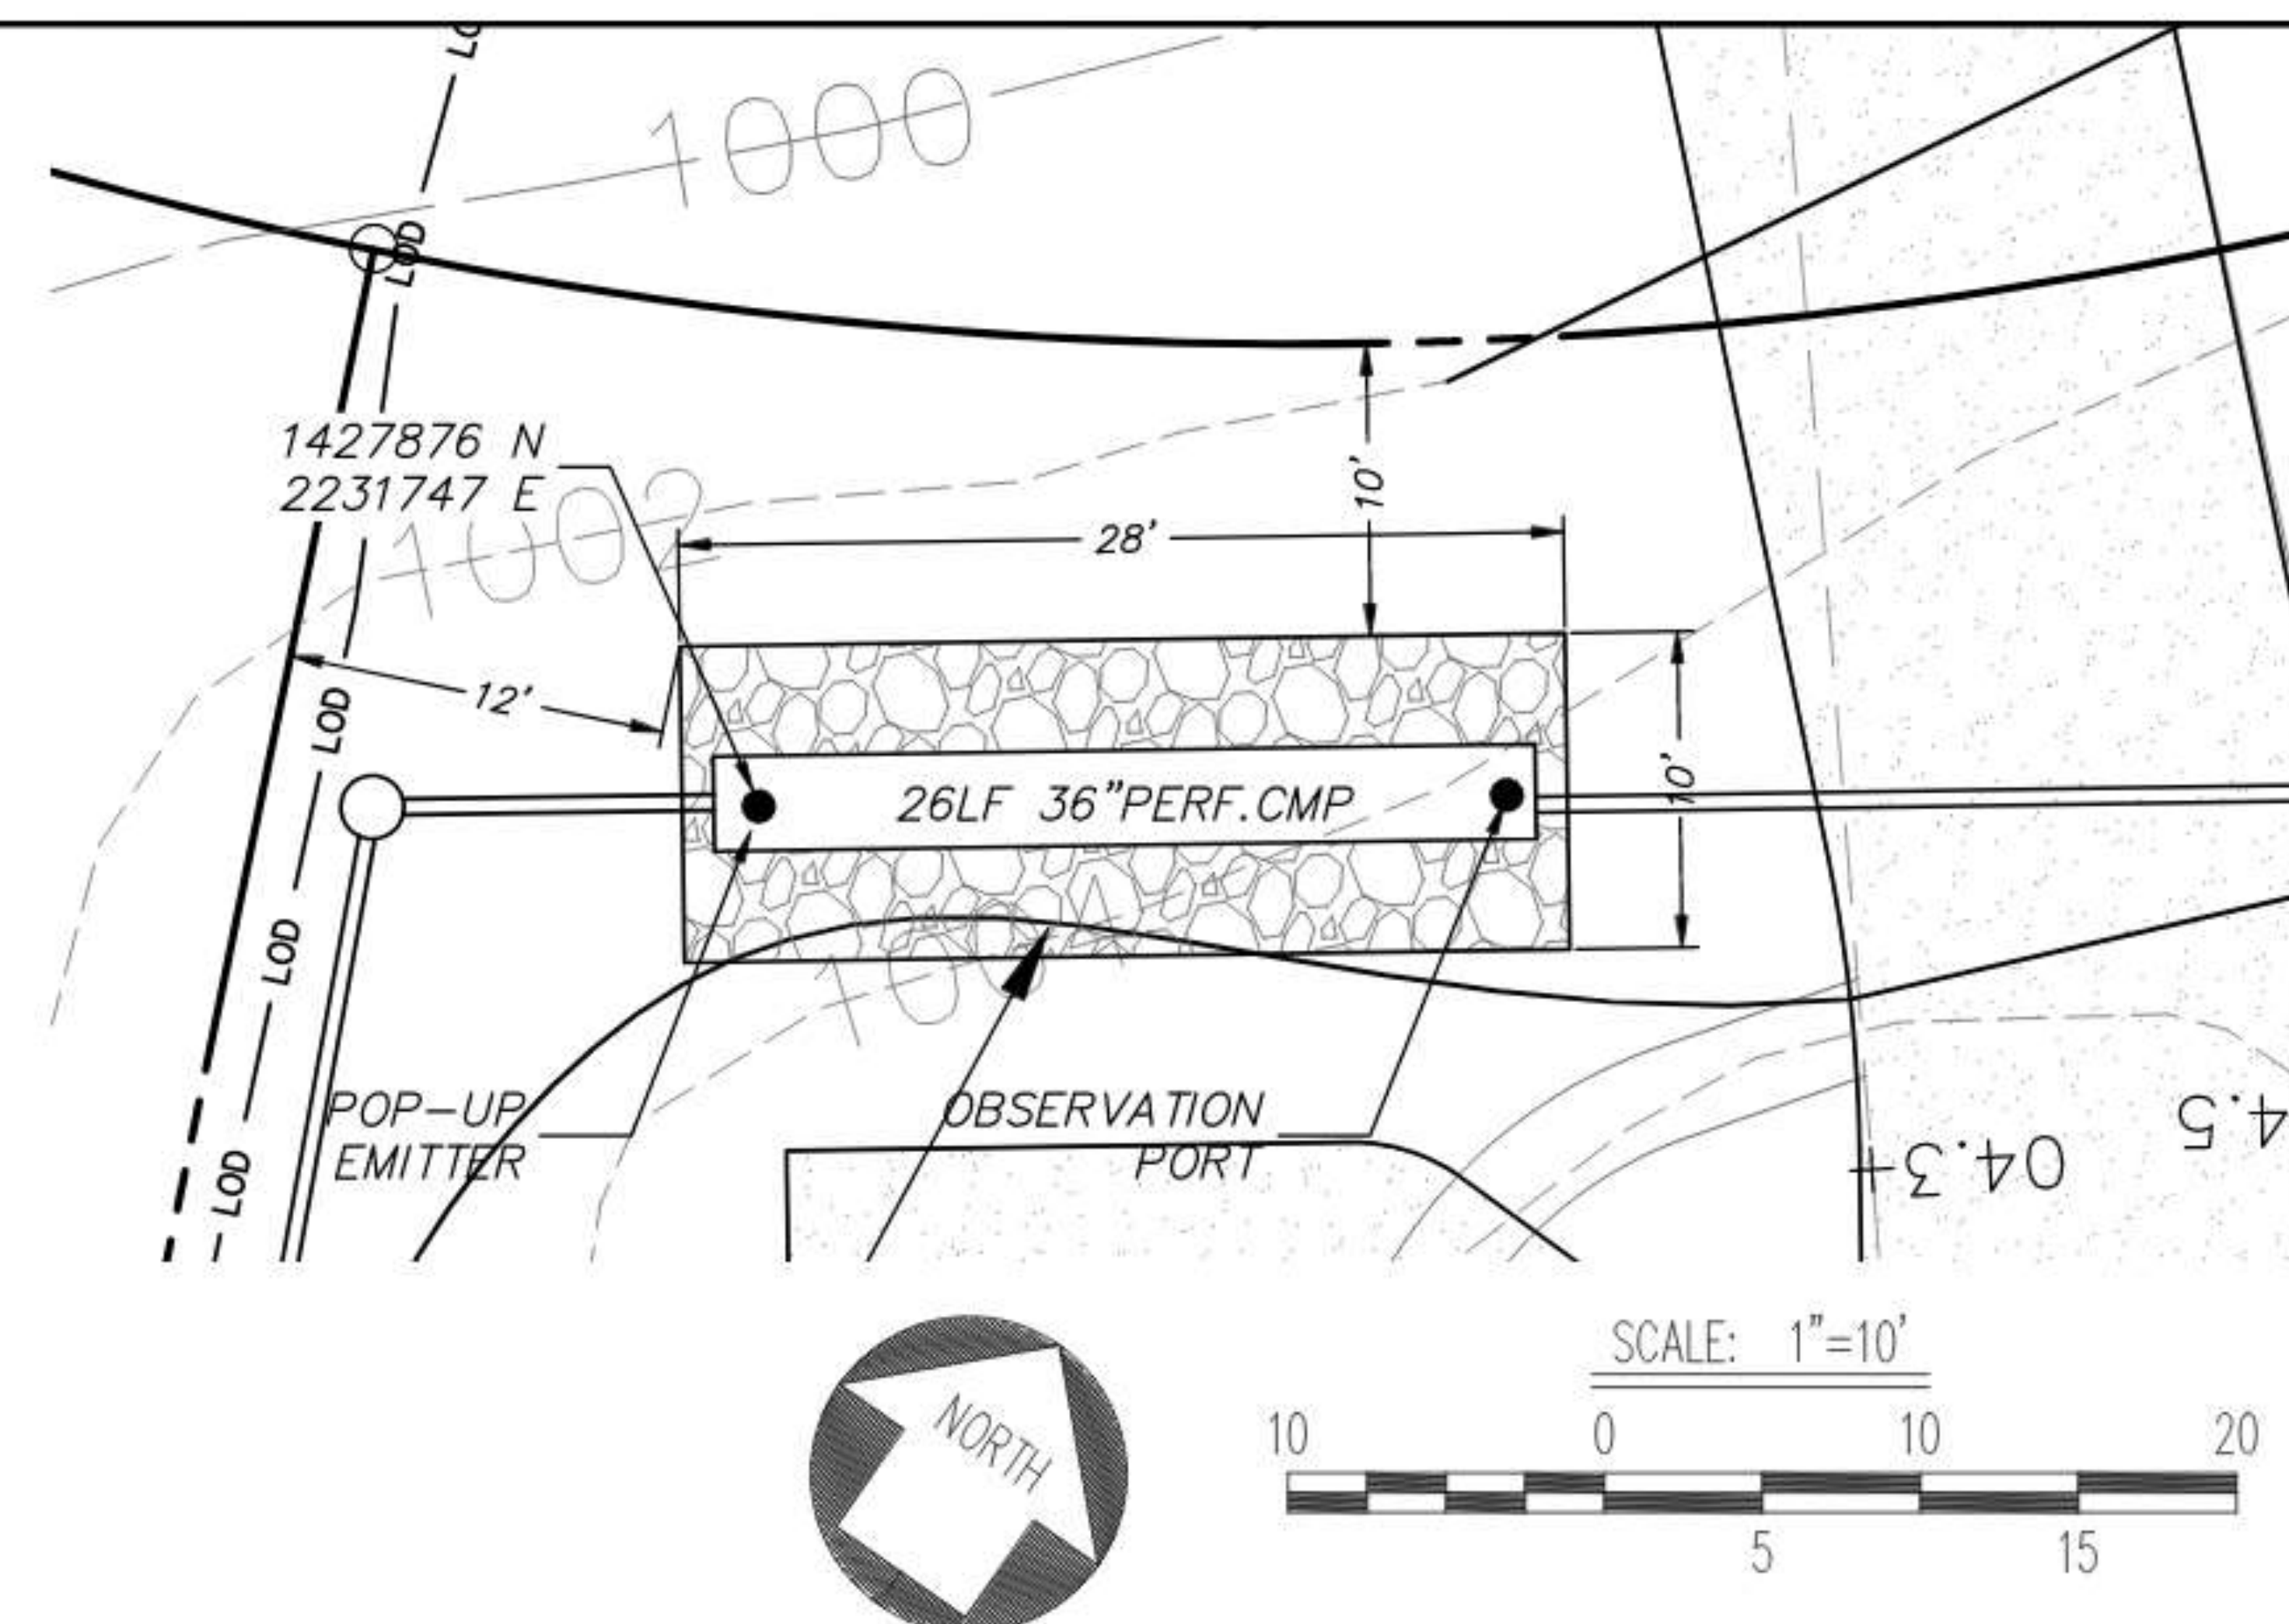 LOD
1000
LOD
LOD
1427876 N
2231747 E
1002
10'
28'
12'
LOD
10'
26LF 36"PERF.CMP
LOD
POP-UP
EMITTER
OBSERVATION
PORT
LOD
04.3
4.5
NORTH
SCALE: 1"=10'
10 0 10 20
5 15